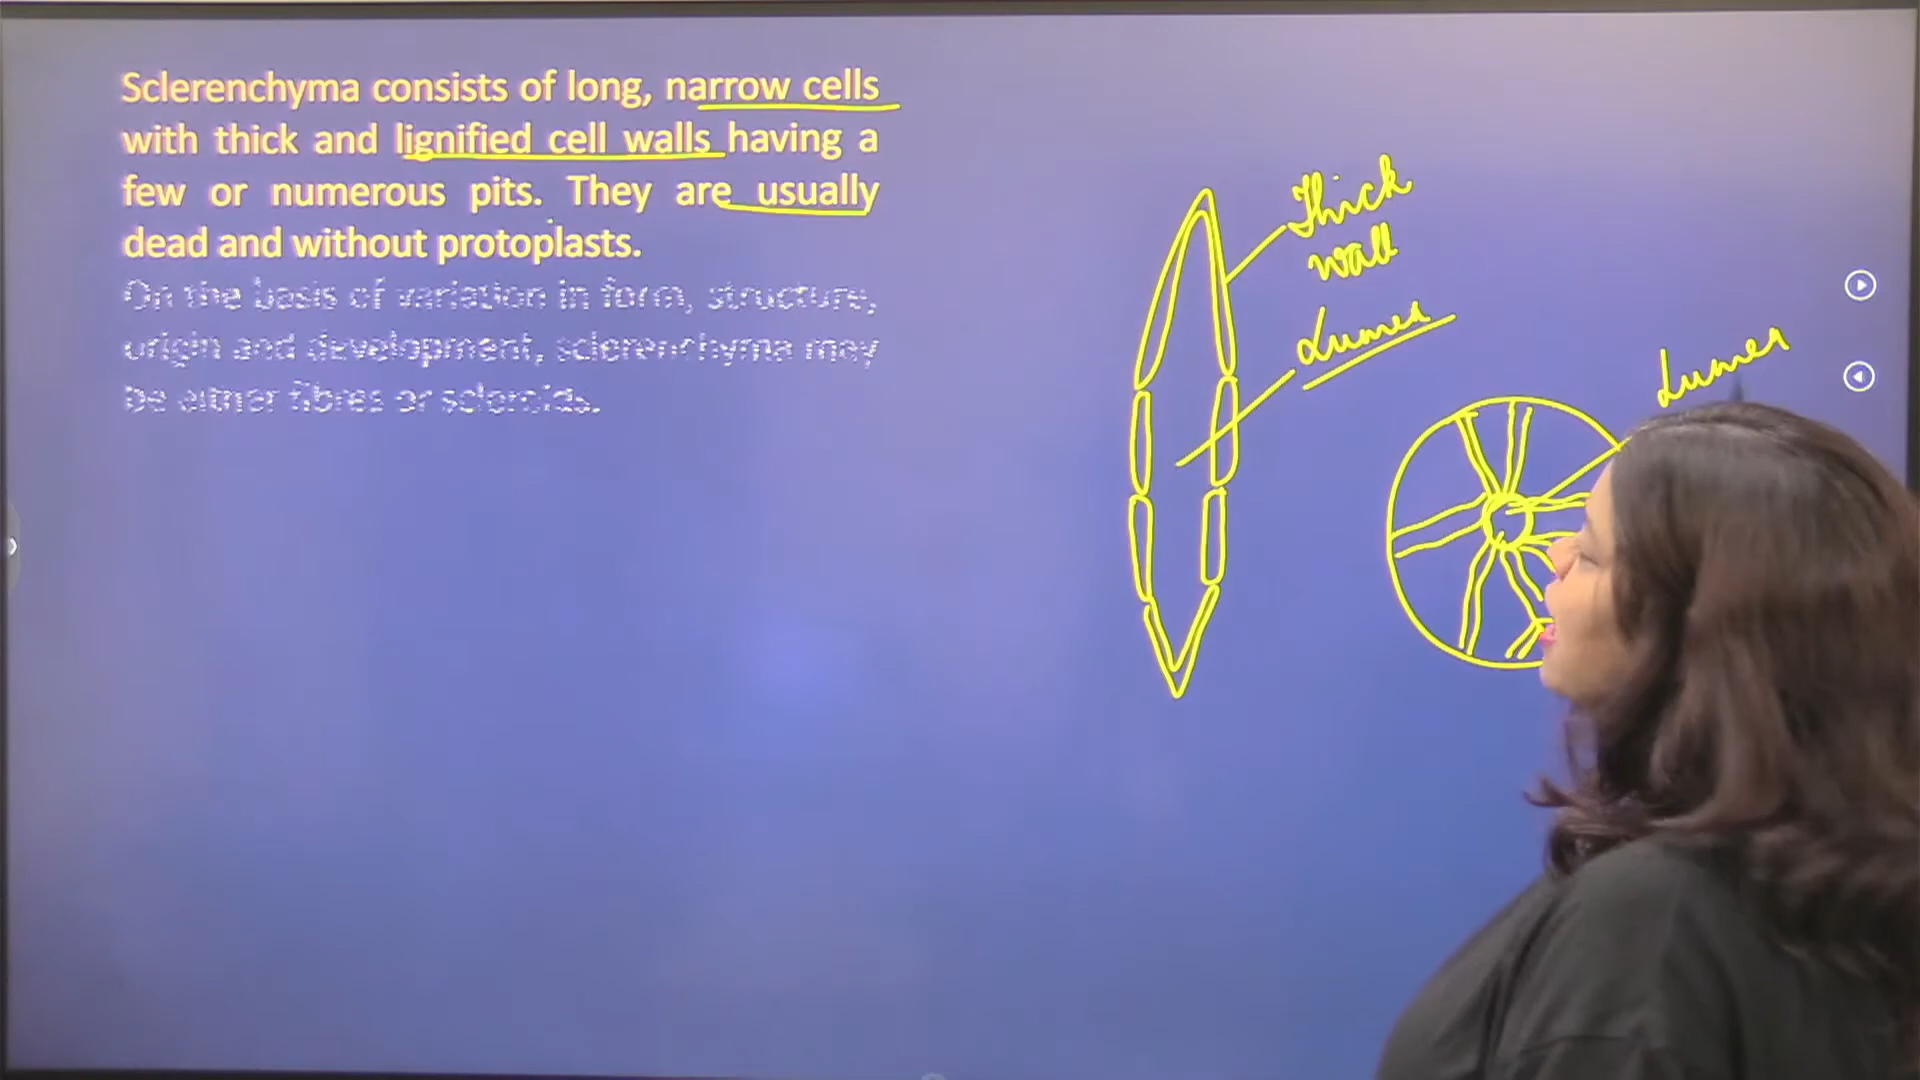 Sclerenchyma consists of long, narrow cells
with thick and lignified cell walls having a
few or numerous pits. They are usually
dead and without protoplasts.
On the basis of variation in form, structure,
origin and development, sclerenchyma may
be either fibres or scleroids.
Thick
wall
Lumen
Lumen